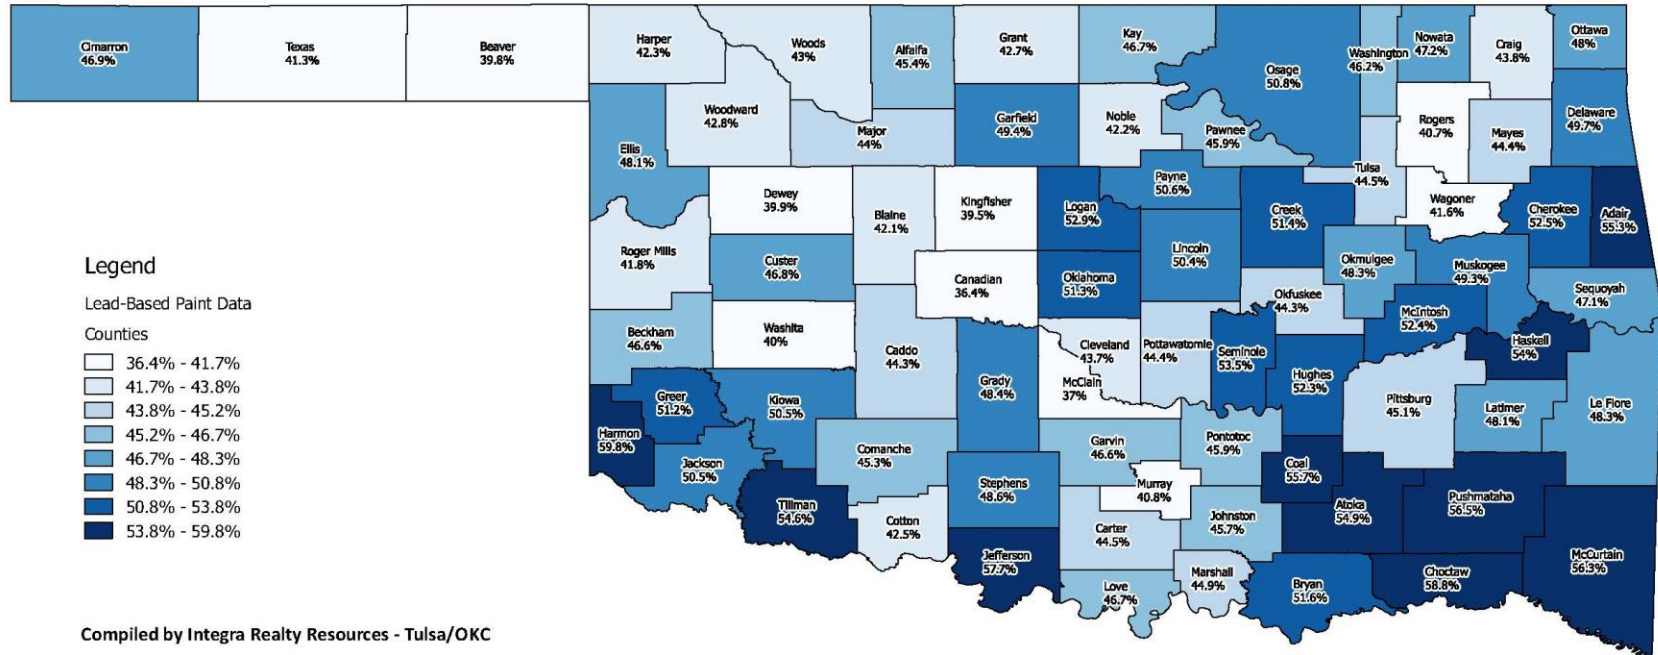 Cimarron
46.9%
Texas
41.3%
Beaver
39.8%
Harper
42.3%
Woods
43%
Alfalfa
45.4%
Grant
42.7%
Kay
46.7%
Osage
50.8%
Washington
46.2%
Nowata
47.2%
Craig
43.8%
Ottawa
48%
Woodward
42.8%
Major
44%
Garfield
49.4%
Noble
42.2%
Pawnee
45.9%
Rogers
40.7%
Mayes
44.4%
Delaware
49.7%
Ellis
48.1%
Dewey
39.9%
Blaine
42.1%
Kingfisher
39.5%
Logan
52.9%
Payne
50.6%
Creek
51.4%
Tulsa
44.5%
Wagoner
41.6%
Cherokee
52.5%
Adair
55.3%
Roger Mills
41.8%
Custer
46.8%
Canadian
36.4%
Oklahoma
51.3%
Lincoln
50.4%
Okmulgee
48.3%
Muskogee
49.3%
Sequoyah
47.1%
Okfuskee
44.3%
McIntosh
52.4%
Haskell
54%
Beckham
46.6%
Washita
40%
Caddo
44.3%
Grady
48.4%
Cleveland
43.7%
McClain
37%
Pottawatomie
44.4%
Seminole
53.5%
Hughes
52.3%
Pittsburg
45.1%
Latimer
48.1%
Le Flore
48.3%
Greer
51.2%
Kiowa
50.5%
Harmon
59.8%
Jackson
50.5%
Comanche
45.3%
Garvin
46.6%
Pontotoc
45.9%
Coal
55.7%
Tillman
54.6%
Cotton
42.5%
Stephens
48.6%
Murray
40.8%
Johnston
45.7%
Atoka
54.9%
Pushmataha
56.5%
Jefferson
57.7%
Carter
44.5%
Love
46.7%
Marshall
44.9%
Bryan
51.6%
Choctaw
58.8%
McCurtain
56.3%
Legend
Lead-Based Paint Data
Counties
36.4% - 41.7%
41.7% - 43.8%
43.8% - 45.2%
45.2% - 46.7%
46.7% - 48.3%
48.3% - 50.8%
50.8% - 53.8%
53.8% - 59.8%
Compiled by Integra Realty Resources - Tulsa/OKC